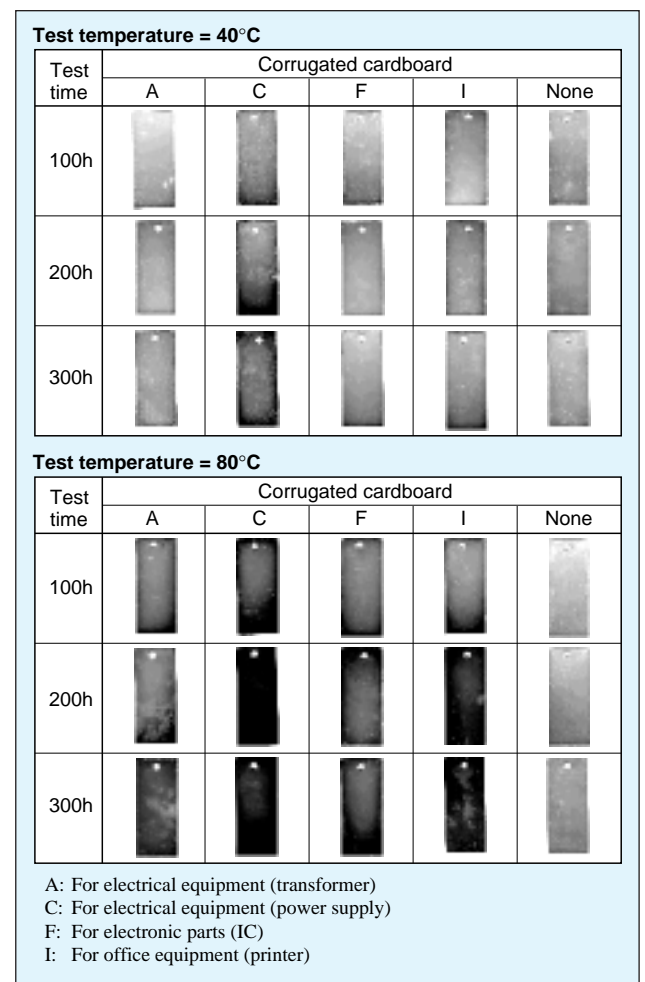 Test temperature = 40°C
Test time
Corrugated cardboard
A C F I None
100h
200h
300h
Test temperature = 80°C
Test time
Corrugated cardboard
A C F I None
100h
200h
300h
A: For electrical equipment (transformer)
C: For electrical equipment (power supply)
F: For electronic parts (IC)
I: For office equipment (printer)